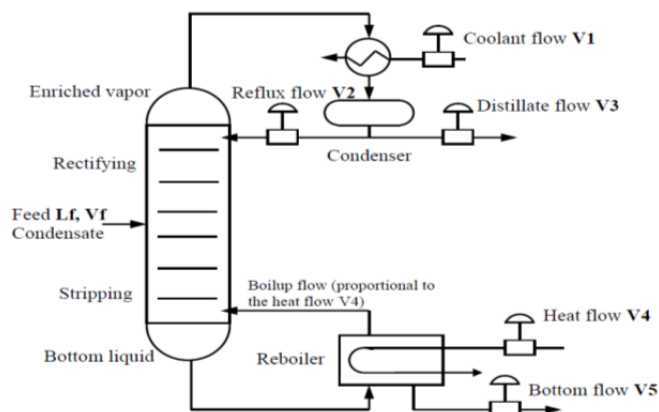 Coolant flow V1
Enriched vapor
Reflux flow V2
Distillate flow V3
Condenser
Rectifying
Feed Lf, Vf
Condensate
Stripping
Boilup flow (proportional to
the heat flow V4)
Heat flow V4
Bottom liquid
Reboiler
Bottom flow V5